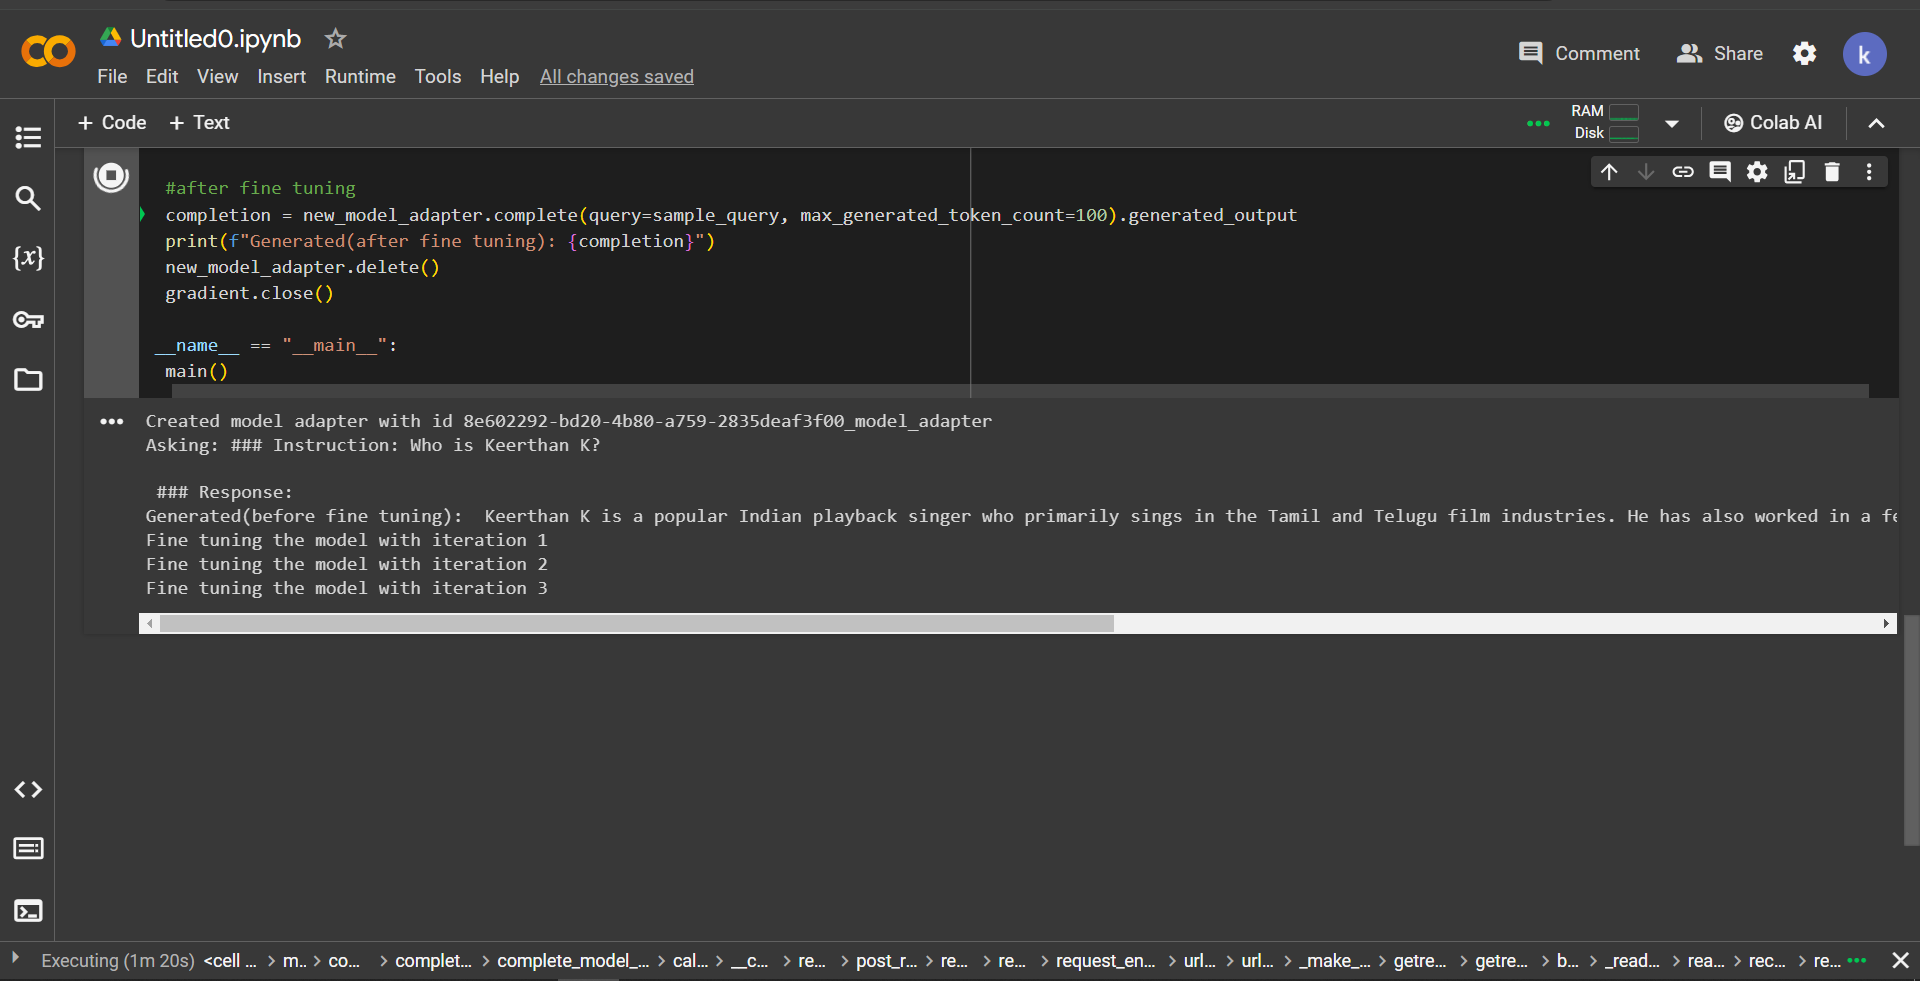 Untitled0.ipynb
File Edit View Insert Runtime Tools Help All changes saved
Comment Share k
+ Code + Text
RAM
Disk
Colab AI
{x}
#after fine tuning
completion = new_model_adapter.complete(query=sample_query, max_generated_token_count=100).generated_output
print(f"Generated(after fine tuning): {completion}")
new_model_adapter.delete()
gradient.close()
__name__ == "__main__":
main()
Created model adapter with id 8e602292-bd20-4b80-a759-2835deaf3f00_model_adapter
Asking: ### Instruction: Who is Keerthan K?
### Response:
Generated(before fine tuning):  Keerthan K is a popular Indian playback singer who primarily sings in the Tamil and Telugu film industries. He has also worked in a fe
Fine tuning the model with iteration 1
Fine tuning the model with iteration 2
Fine tuning the model with iteration 3
Executing (1m 20s) <cell ... > m.. > co... > complet... > complete_model_... > cal... > __c... > re... > post_r... > re... > re... > request_en... > url... > url... > _make_... > getre... > getre... > b... > _read... > rea... > rec... > re...